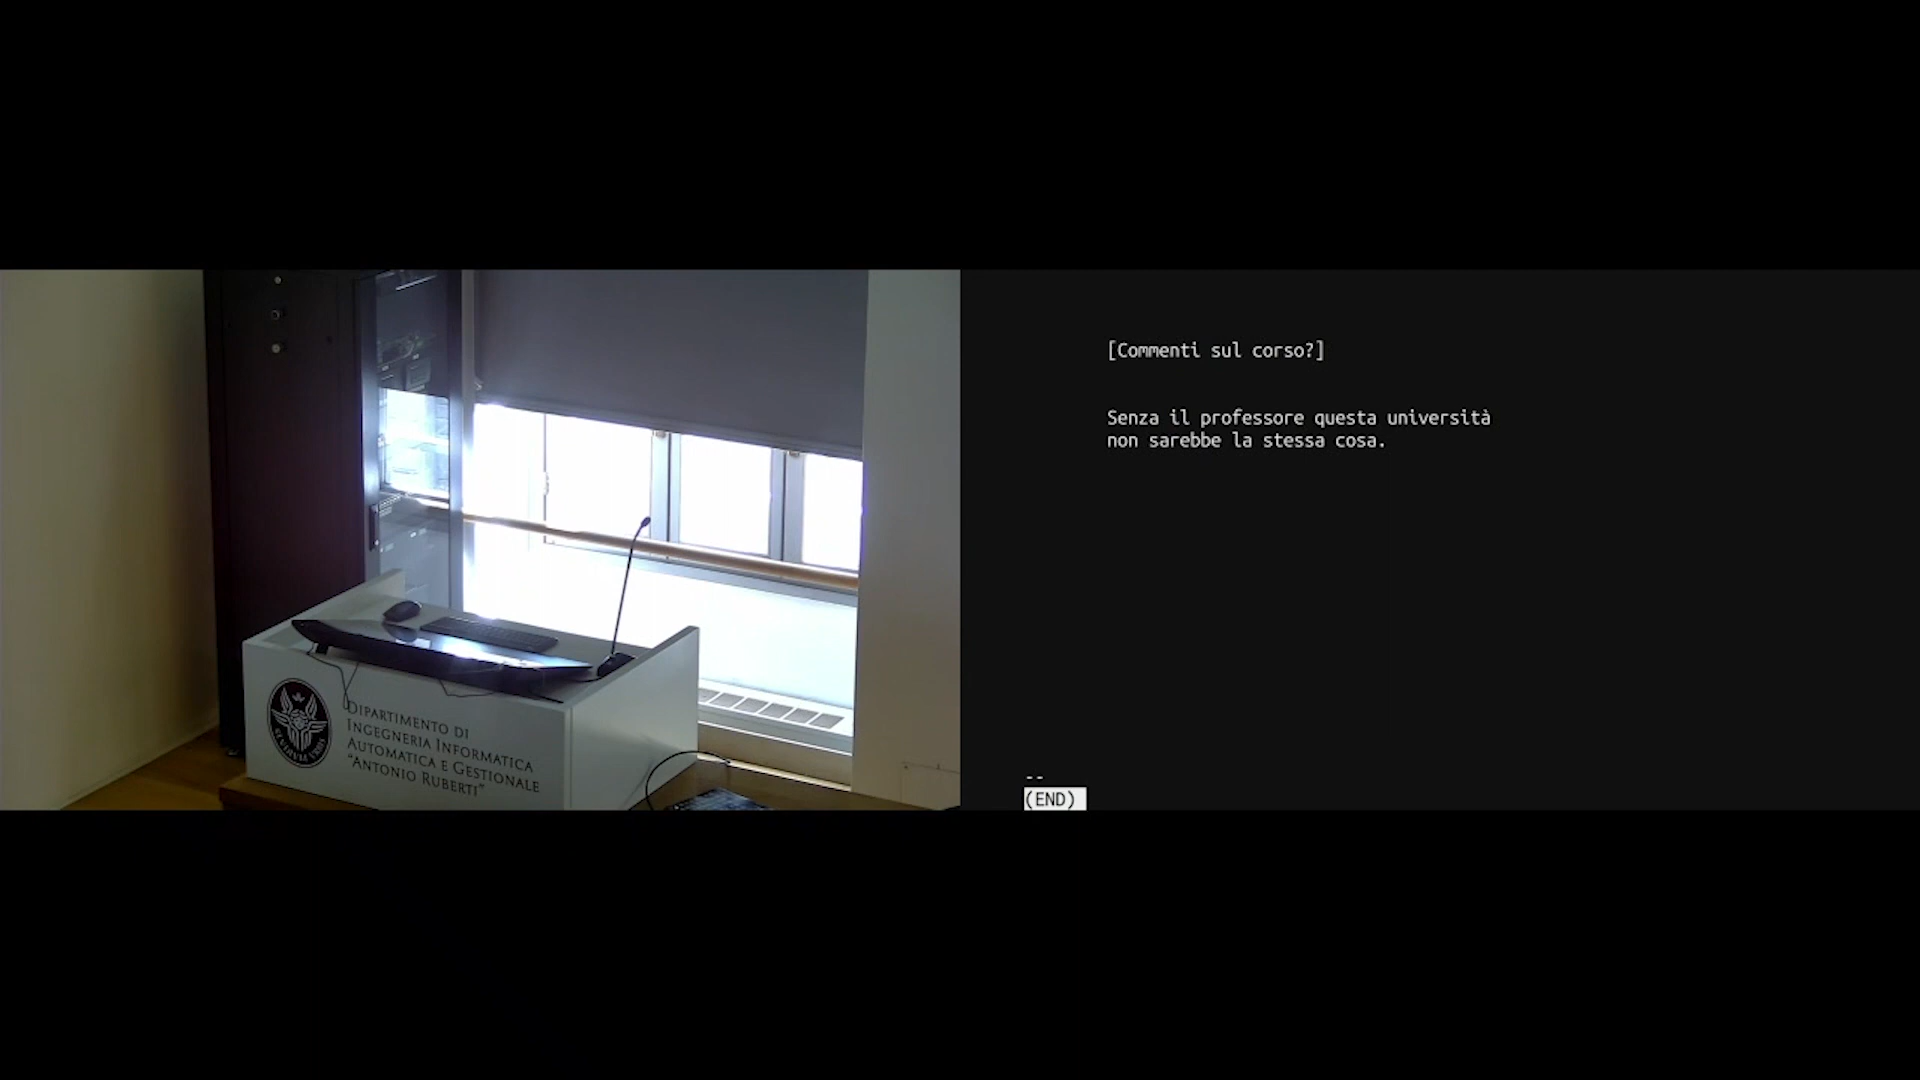 DIPARTIMENTO DI
INGEGNERIA INFORMATICA
AUTOMATICA E GESTIONALE
“ANTONIO RUBERTI”
[Commenti sul corso?]
Senza il professore questa università
non sarebbe la stessa cosa.
--
(END)